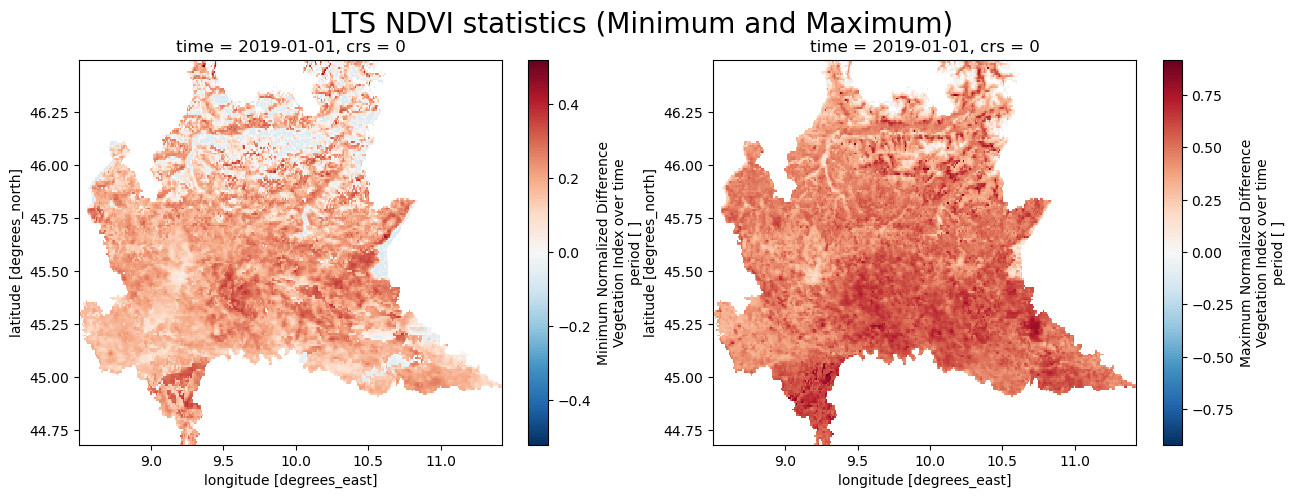 LTS NDVI statistics (Minimum and Maximum)
time = 2019-01-01, crs = 0
46.25
46.00
45.75
45.50
45.25
45.00
44.75
latitude [degrees_north]
9.0
9.5
10.0
10.5
11.0
longitude [degrees_east]
0.4
0.2
0.0
−0.2
−0.4
Minimum Normalized Difference
Vegetation Index over time
period [ ]
time = 2019-01-01, crs = 0
46.25
46.00
45.75
45.50
45.25
45.00
44.75
latitude [degrees_north]
9.0
9.5
10.0
10.5
11.0
longitude [degrees_east]
0.75
0.50
0.25
0.00
−0.25
−0.50
−0.75
Maximum Normalized Difference
Vegetation Index over time
period [ ]